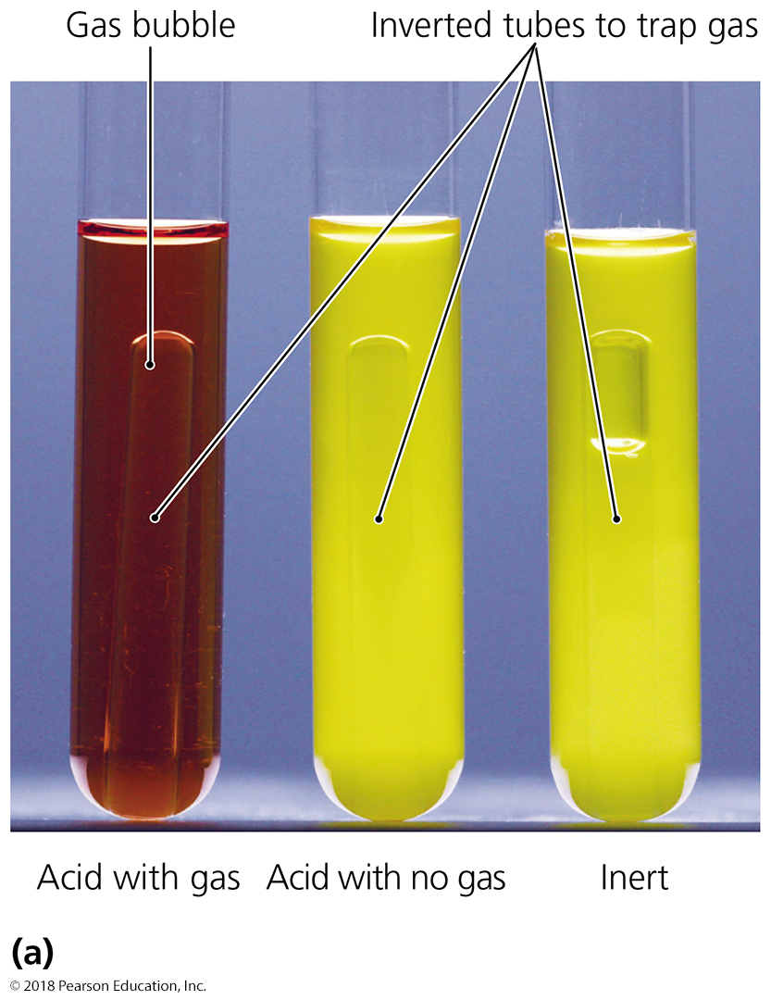 Gas bubble
Inverted tubes to trap gas
Acid with gas
Acid with no gas
Inert
(a)
© 2018 Pearson Education, Inc.